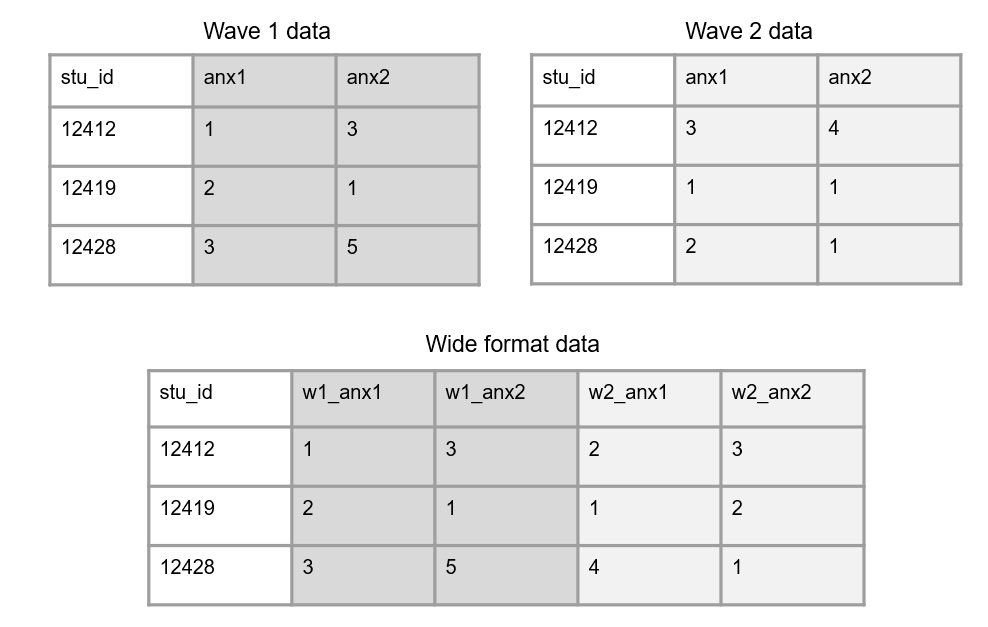 Wave 1 data
stu_id anx1 anx2
12412 1 3
12419 2 1
12428 3 5
Wave 2 data
stu_id anx1 anx2
12412 3 4
12419 1 1
12428 2 1
Wide format data
stu_id w1_anx1 w1_anx2 w2_anx1 w2_anx2
12412 1 3 2 3
12419 2 1 1 2
12428 3 5 4 1